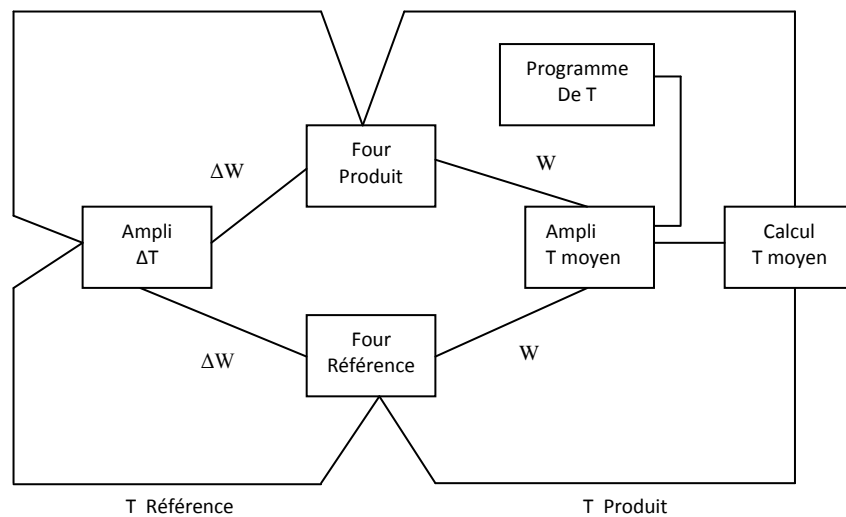 Programme
De T
Four
Produit
ΔW
W
Ampli
ΔT
Ampli
T moyen
Calcul
T moyen
Four
Référence
ΔW
W
T Référence
T Produit